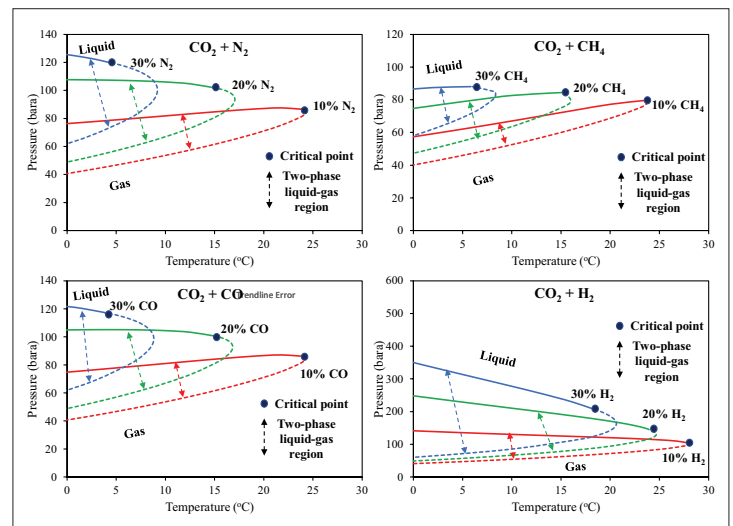 CO2 + N2
Pressure (bara)
140
120
100
80
60
40
20
0
Liquid
30% N2
20% N2
10% N2
Gas
Critical point
Two-phase
liquid-gas
region
0 5 10 15 20 25 30
Temperature (oC)
CO2 + CH4
Pressure (bara)
120
100
80
60
40
20
0
Liquid
30% CH4
20% CH4
10% CH4
Gas
Critical point
Two-phase
liquid-gas
region
0 5 10 15 20 25 30
Temperature (oC)
CO2 + CO
Trendline Error
Pressure (bara)
140
120
100
80
60
40
20
0
Liquid
30% CO
20% CO
10% CO
Gas
Critical point
Two-phase
liquid-gas
region
0 5 10 15 20 25 30
Temperature (oC)
CO2 + H2
Pressure (bara)
600
500
400
300
200
100
0
Critical point
Two-phase
liquid-gas
region
Liquid
30% H2
20% H2
10% H2
Gas
0 5 10 15 20 25 30
Temperature (oC)